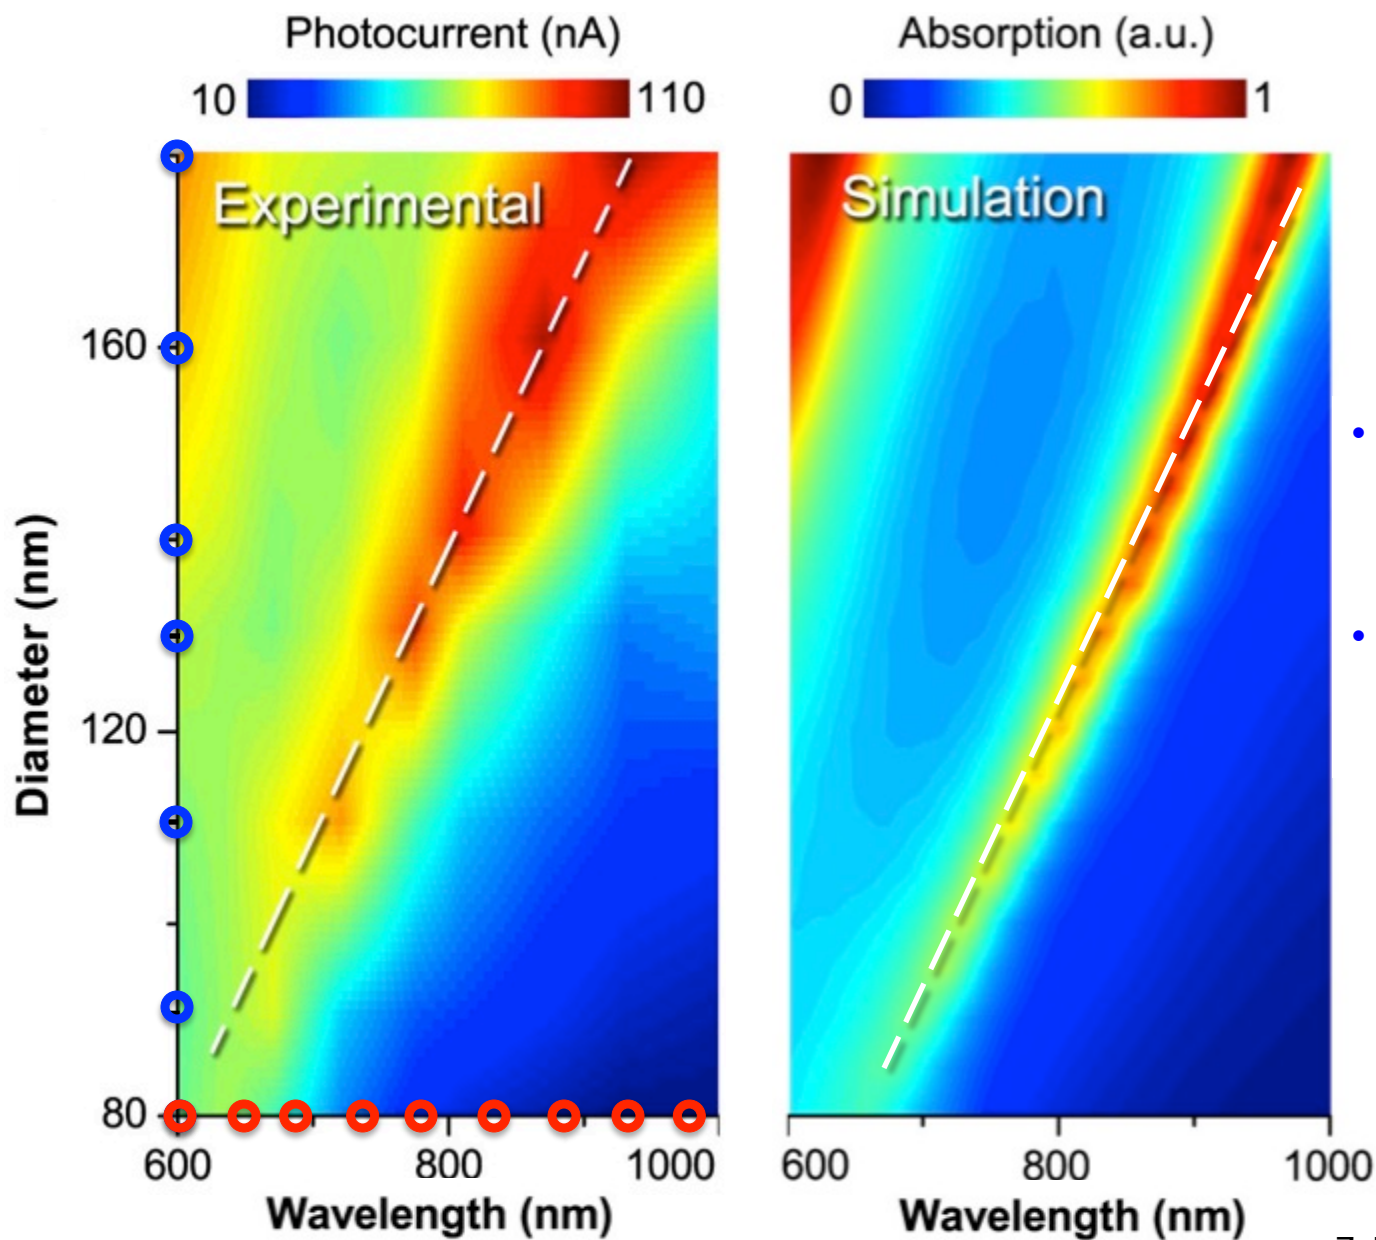 Photocurrent (nA)
10 110
Experimental
160
120
80
Diameter (nm)
600 800 1000
Wavelength (nm)
Absorption (a.u.)
0 1
Simulation
600 800 1000
Wavelength (nm)